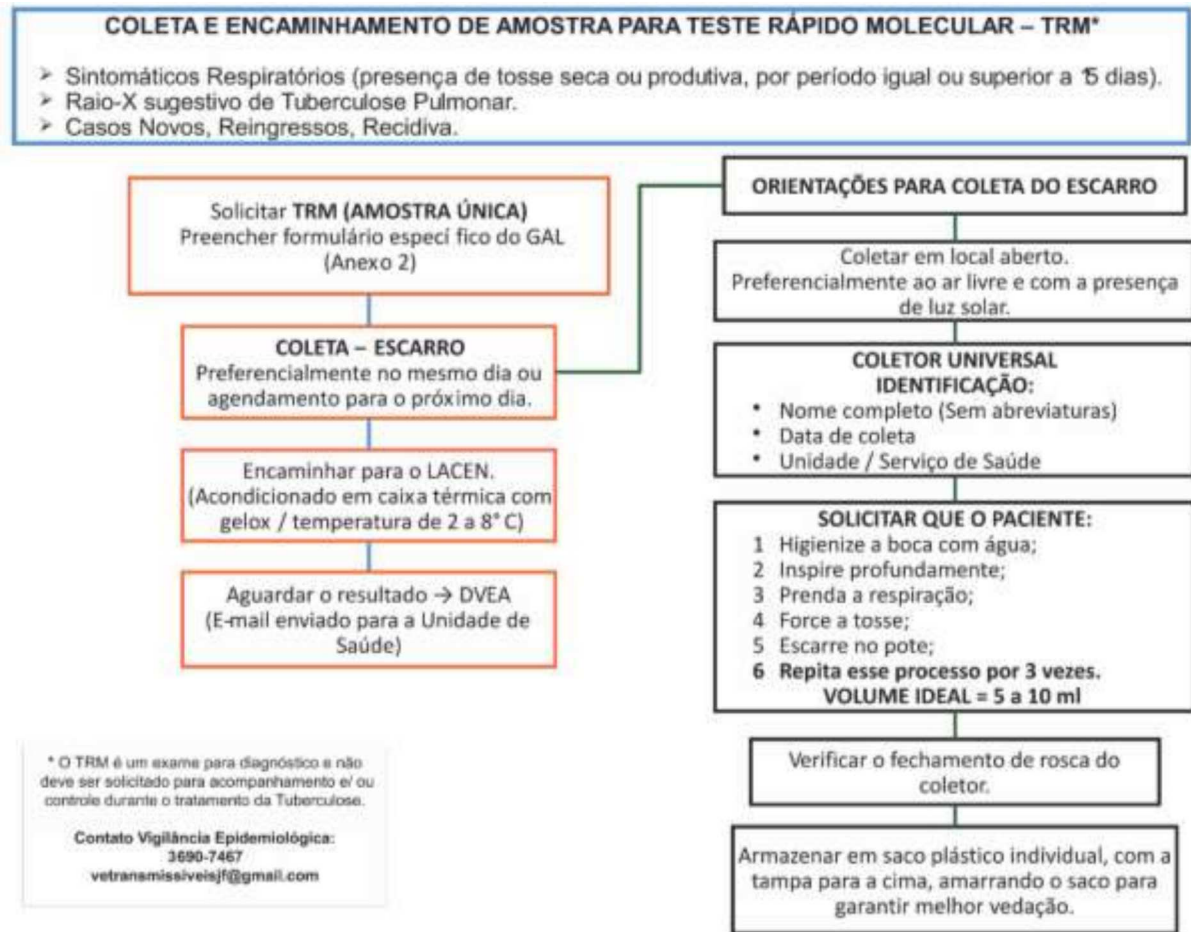 COLETA E ENCAMINHAMENTO DE AMOSTRA PARA TESTE RÁPIDO MOLECULAR – TRM*
➢ Sintomáticos Respiratórios (presença de tosse seca ou produtiva, por período igual ou superior a 15 dias).
➢ Raio-X sugestivo de Tuberculose Pulmonar.
➢ Casos Novos, Reingressos, Recidiva.
Solicitar TRM (AMOSTRA ÚNICA)
Preencher formulário especí fico do GAL
(Anexo 2)
COLETA – ESCARRO
Preferencialmente no mesmo dia ou
agendamento para o próximo dia.
Encaminhar para o LACEN.
(Acondicionado em caixa térmica com
gelox / temperatura de 2 a 8° C)
Aguardar o resultado → DVEA
(E-mail enviado para a Unidade de
Saúde)
* O TRM é um exame para diagnóstico e não
deve ser solicitado para acompanhamento e/ ou
controle durante o tratamento da Tuberculose.
Contato Vigilância Epidemiológica:
3690-7467
vetransmissiveisjf@gmail.com
ORIENTAÇÕES PARA COLETA DO ESCARRO
Coletar em local aberto.
Preferencialmente ao ar livre e com a presença
de luz solar.
COLETOR UNIVERSAL
IDENTIFICAÇÃO:
• Nome completo (Sem abreviaturas)
• Data de coleta
• Unidade / Serviço de Saúde
SOLICITAR QUE O PACIENTE:
1 Higienize a boca com água;
2 Inspire profundamente;
3 Prenda a respiração;
4 Force a tosse;
5 Escarre no pote;
6 Repita esse processo por 3 vezes.
VOLUME IDEAL = 5 a 10 ml
Verificar o fechamento de rosca do
coletor.
Armazenar em saco plástico individual, com a
tampa para a cima, amarrando o saco para
garantir melhor vedação.